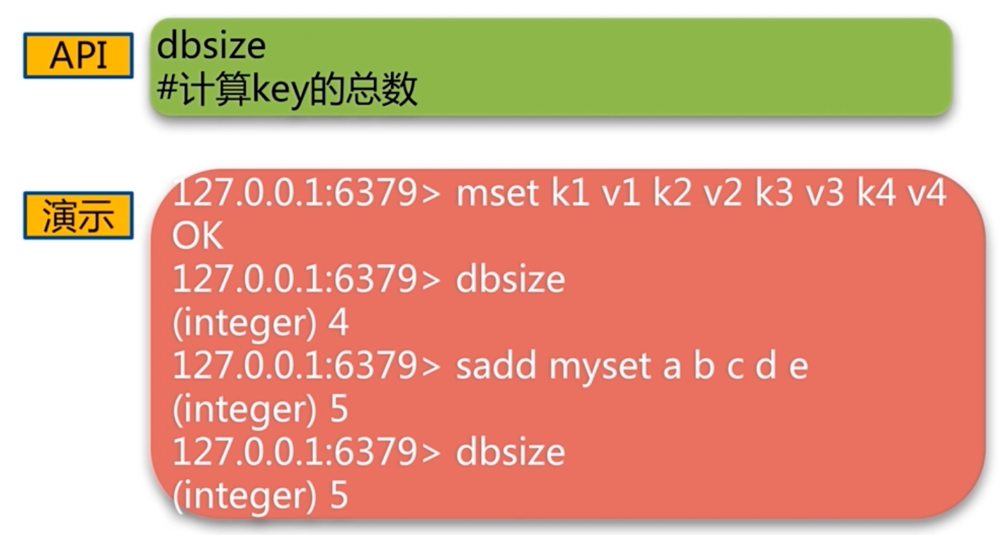 API
dbsize
#计算key的总数
演示
127.0.0.1:6379> mset k1 v1 k2 v2 k3 v3 k4 v4
OK
127.0.0.1:6379> dbsize
(integer) 4
127.0.0.1:6379> sadd myset a b c d e
(integer) 5
127.0.0.1:6379> dbsize
(integer) 5